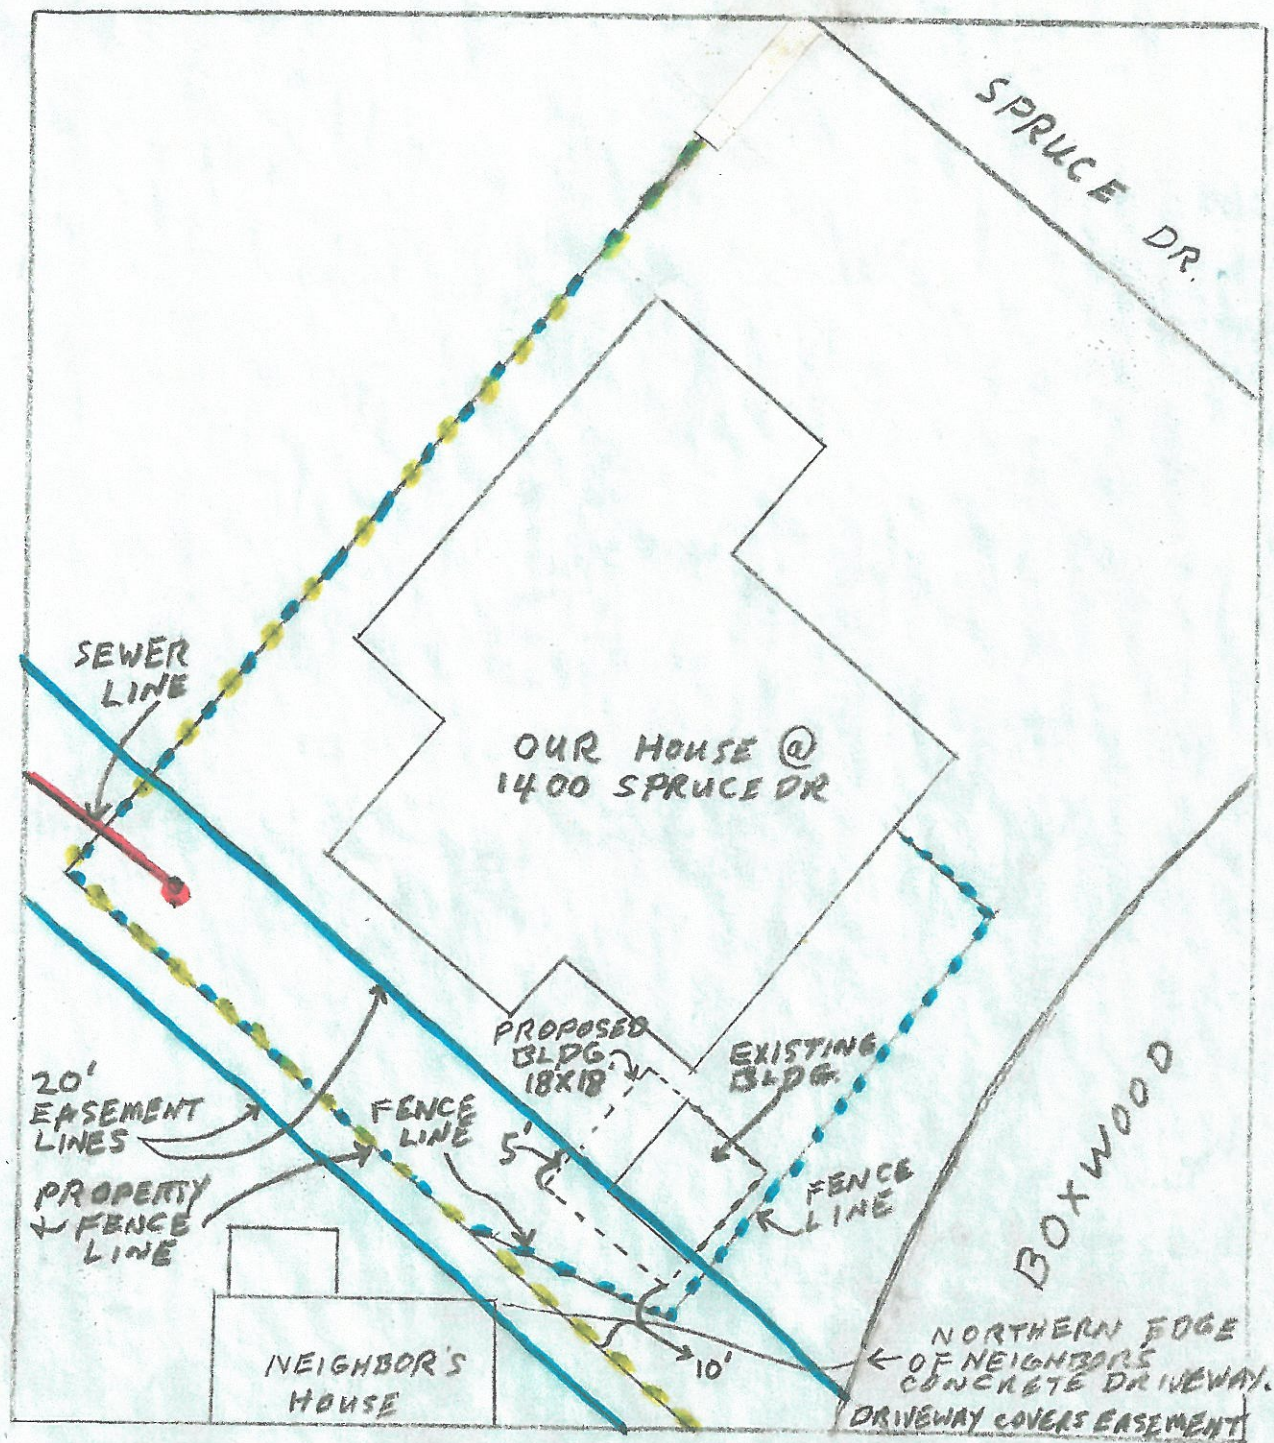 SPRUCE DR.
SEWER
LINE
OUR HOUSE @
1400 SPRUCE DR
PROPOSED
BLDG.
18X18'
EXISTING
BLDG.
20'
EASEMENT
LINES
FENCE
LINE
5'
PROPERTY
+ FENCE
LINE
FENCE
LINE
BOXWOOD
10'
NEIGHBOR'S
HOUSE
NORTHERN EDGE
OF NEIGHBORS
CONCRETE DRIVEWAY.
DRIVEWAY COVERS EASEMENT